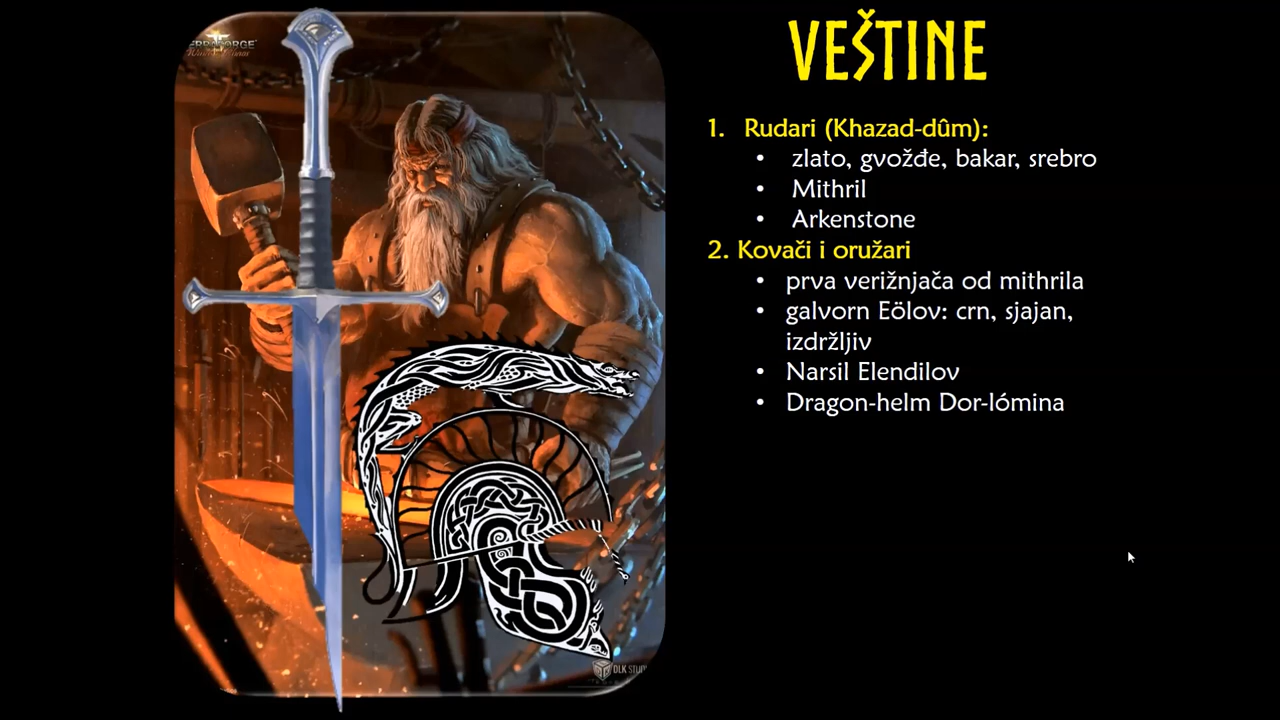 VEŠTINE
1. Rudari (Khazad-dûm):
• zlato, gvožđe, bakar, srebro
• Mithril
• Arkenstone
2. Kovači i oružari
• prva verižnjača od mithrila
• galvorn Eölov: crn, sjajan,
izdržljiv
• Narsil Elendilov
• Dragon-helm Dor-lómina
DLK